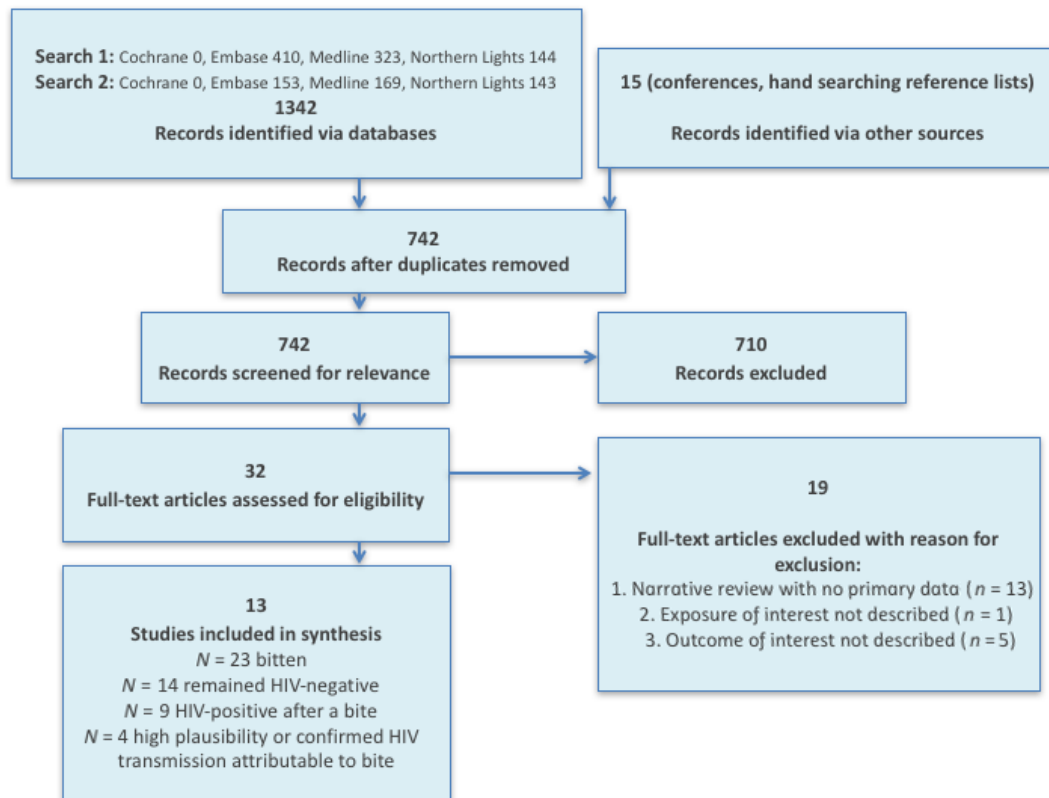 Search 1: Cochrane 0, Embase 410, Medline 323, Northern Lights 144
Search 2: Cochrane 0, Embase 153, Medline 169, Northern Lights 143
1342
Records identified via databases
15 (conferences, hand searching reference lists)
Records identified via other sources
742
Records after duplicates removed
742
Records screened for relevance
710
Records excluded
32
Full-text articles assessed for eligibility
19
Full-text articles excluded with reason for
exclusion:
1. Narrative review with no primary data (n = 13)
2. Exposure of interest not described (n = 1)
3. Outcome of interest not described (n = 5)
13
Studies included in synthesis
N = 23 bitten
N = 14 remained HIV-negative
N = 9 HIV-positive after a bite
N = 4 high plausibility or confirmed HIV
transmission attributable to bite